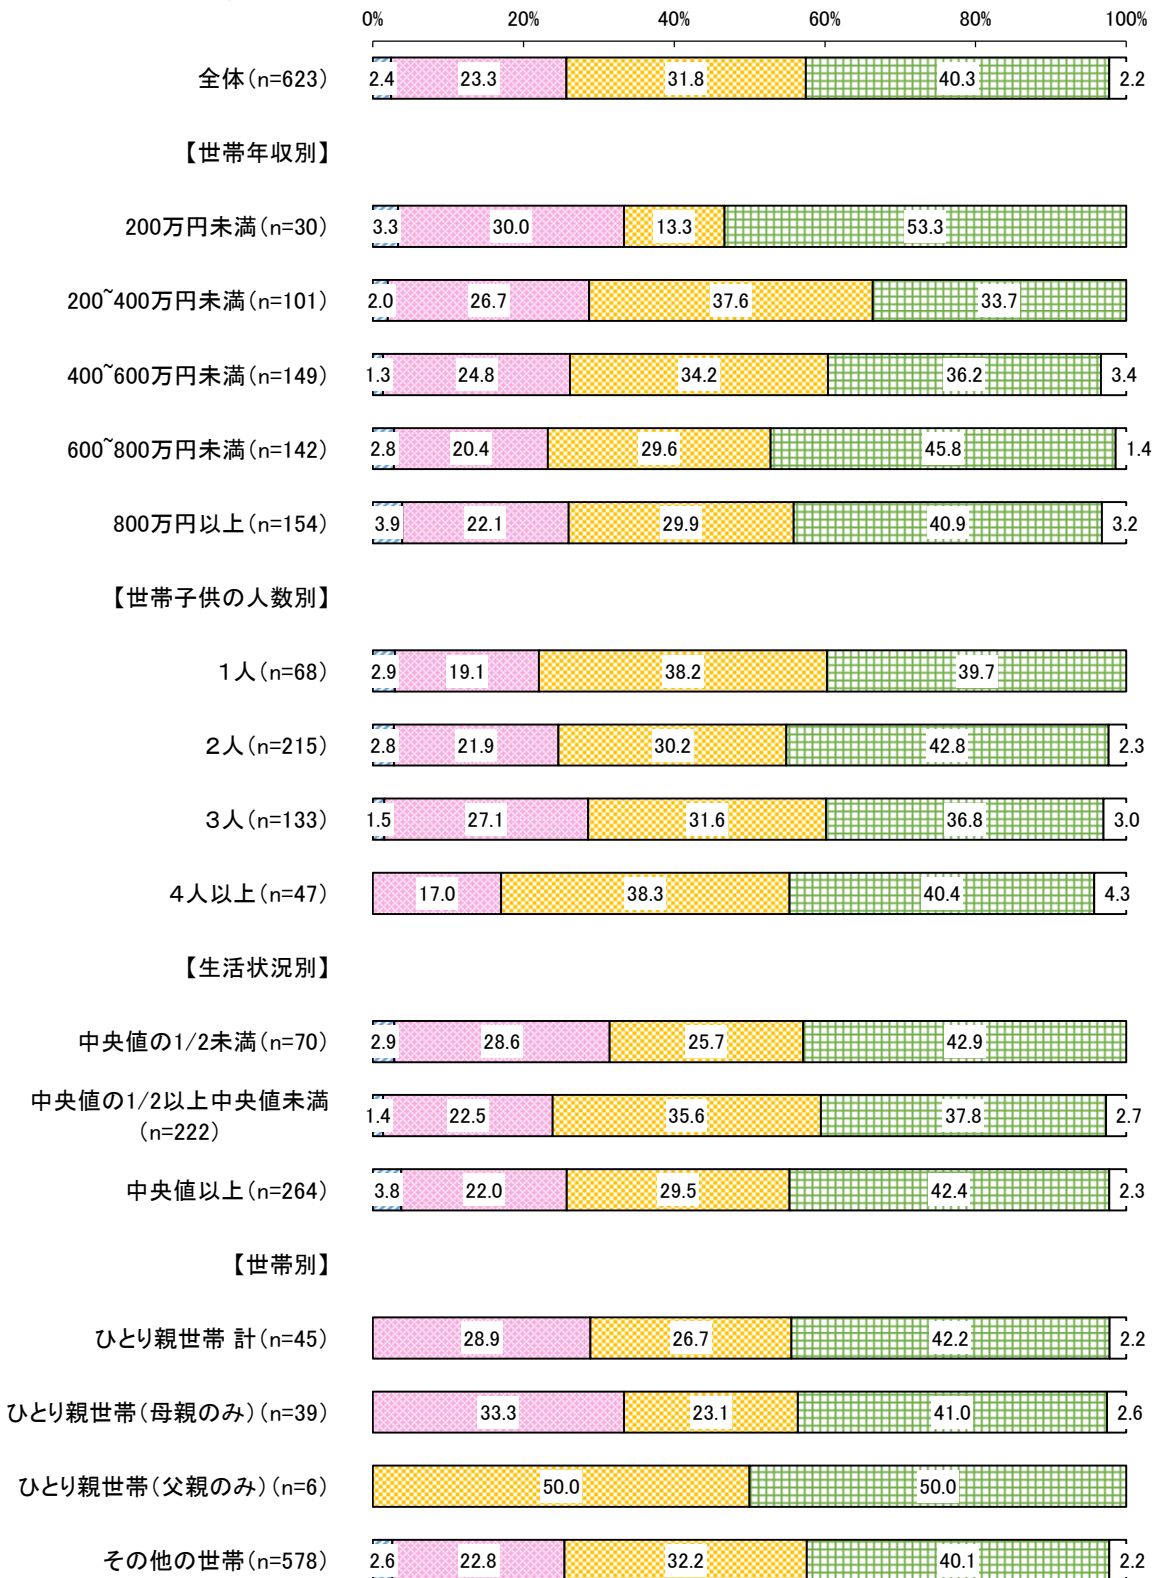 0% 20% 40% 60% 80% 100%
全体(n=623) 2.4 23.3 31.8 40.3 2.2
【世帯年収別】
200万円未満(n=30) 3.3 30.0 13.3 53.3
200~400万円未満(n=101) 2.0 26.7 37.6 33.7
400~600万円未満(n=149) 1.3 24.8 34.2 36.2 3.4
600~800万円未満(n=142) 2.8 20.4 29.6 45.8 1.4
800万円以上(n=154) 3.9 22.1 29.9 40.9 3.2
【世帯子供の人数別】
1人(n=68) 2.9 19.1 38.2 39.7
2人(n=215) 2.8 21.9 30.2 42.8 2.3
3人(n=133) 1.5 27.1 31.6 36.8 3.0
4人以上(n=47) 17.0 38.3 40.4 4.3
【生活状況別】
中央値の1/2未満(n=70) 2.9 28.6 25.7 42.9
中央値の1/2以上中央値未満
(n=222) 1.4 22.5 35.6 37.8 2.7
中央値以上(n=264) 3.8 22.0 29.5 42.4 2.3
【世帯別】
ひとり親世帯 計(n=45) 28.9 26.7 42.2 2.2
ひとり親世帯(母親のみ)(n=39) 33.3 23.1 41.0 2.6
ひとり親世帯(父親のみ)(n=6) 50.0 50.0
その他の世帯(n=578) 2.6 22.8 32.2 40.1 2.2